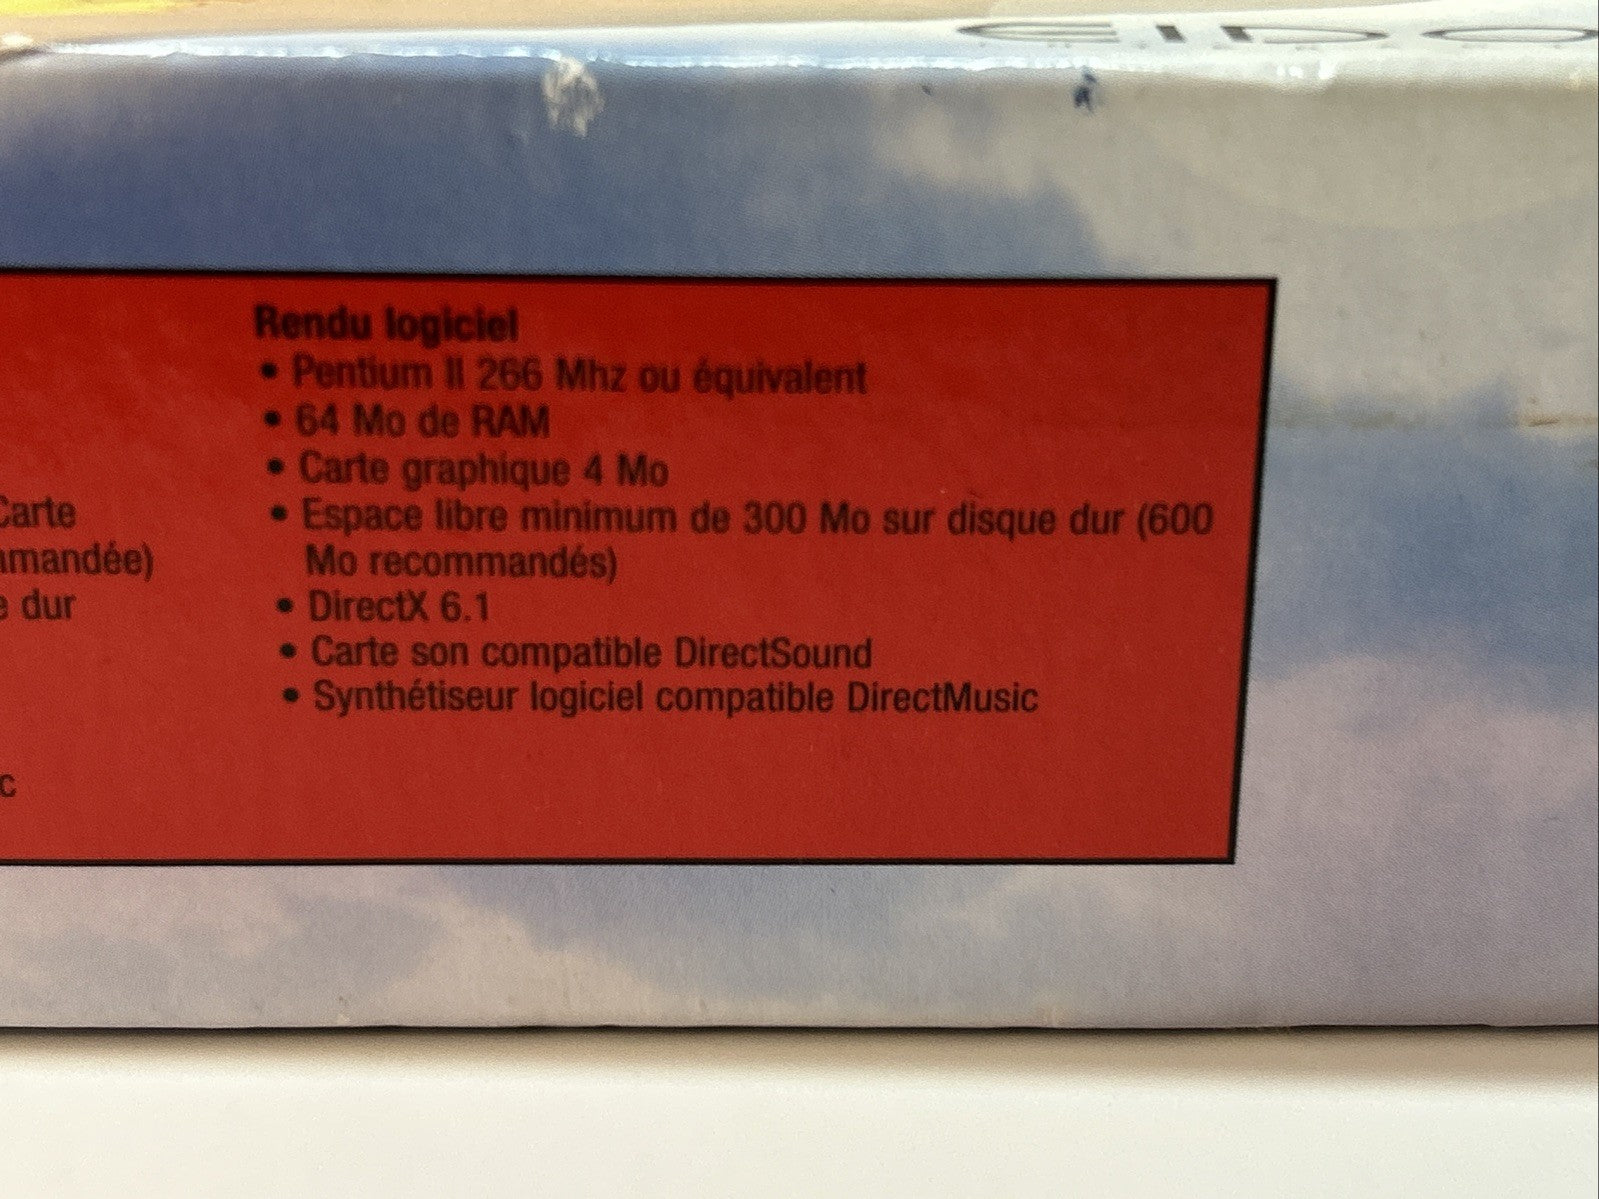 Rendu logiciel
• Pentium II 266 Mhz ou équivalent
• 64 Mo de RAM
• Carte graphique 4 Mo
• Espace libre minimum de 300 Mo sur disque dur (600
Mo recommandés)
• DirectX 6.1
• Carte son compatible DirectSound
• Synthétiseur logiciel compatible DirectMusic
Carte
mmandée)
dur
c